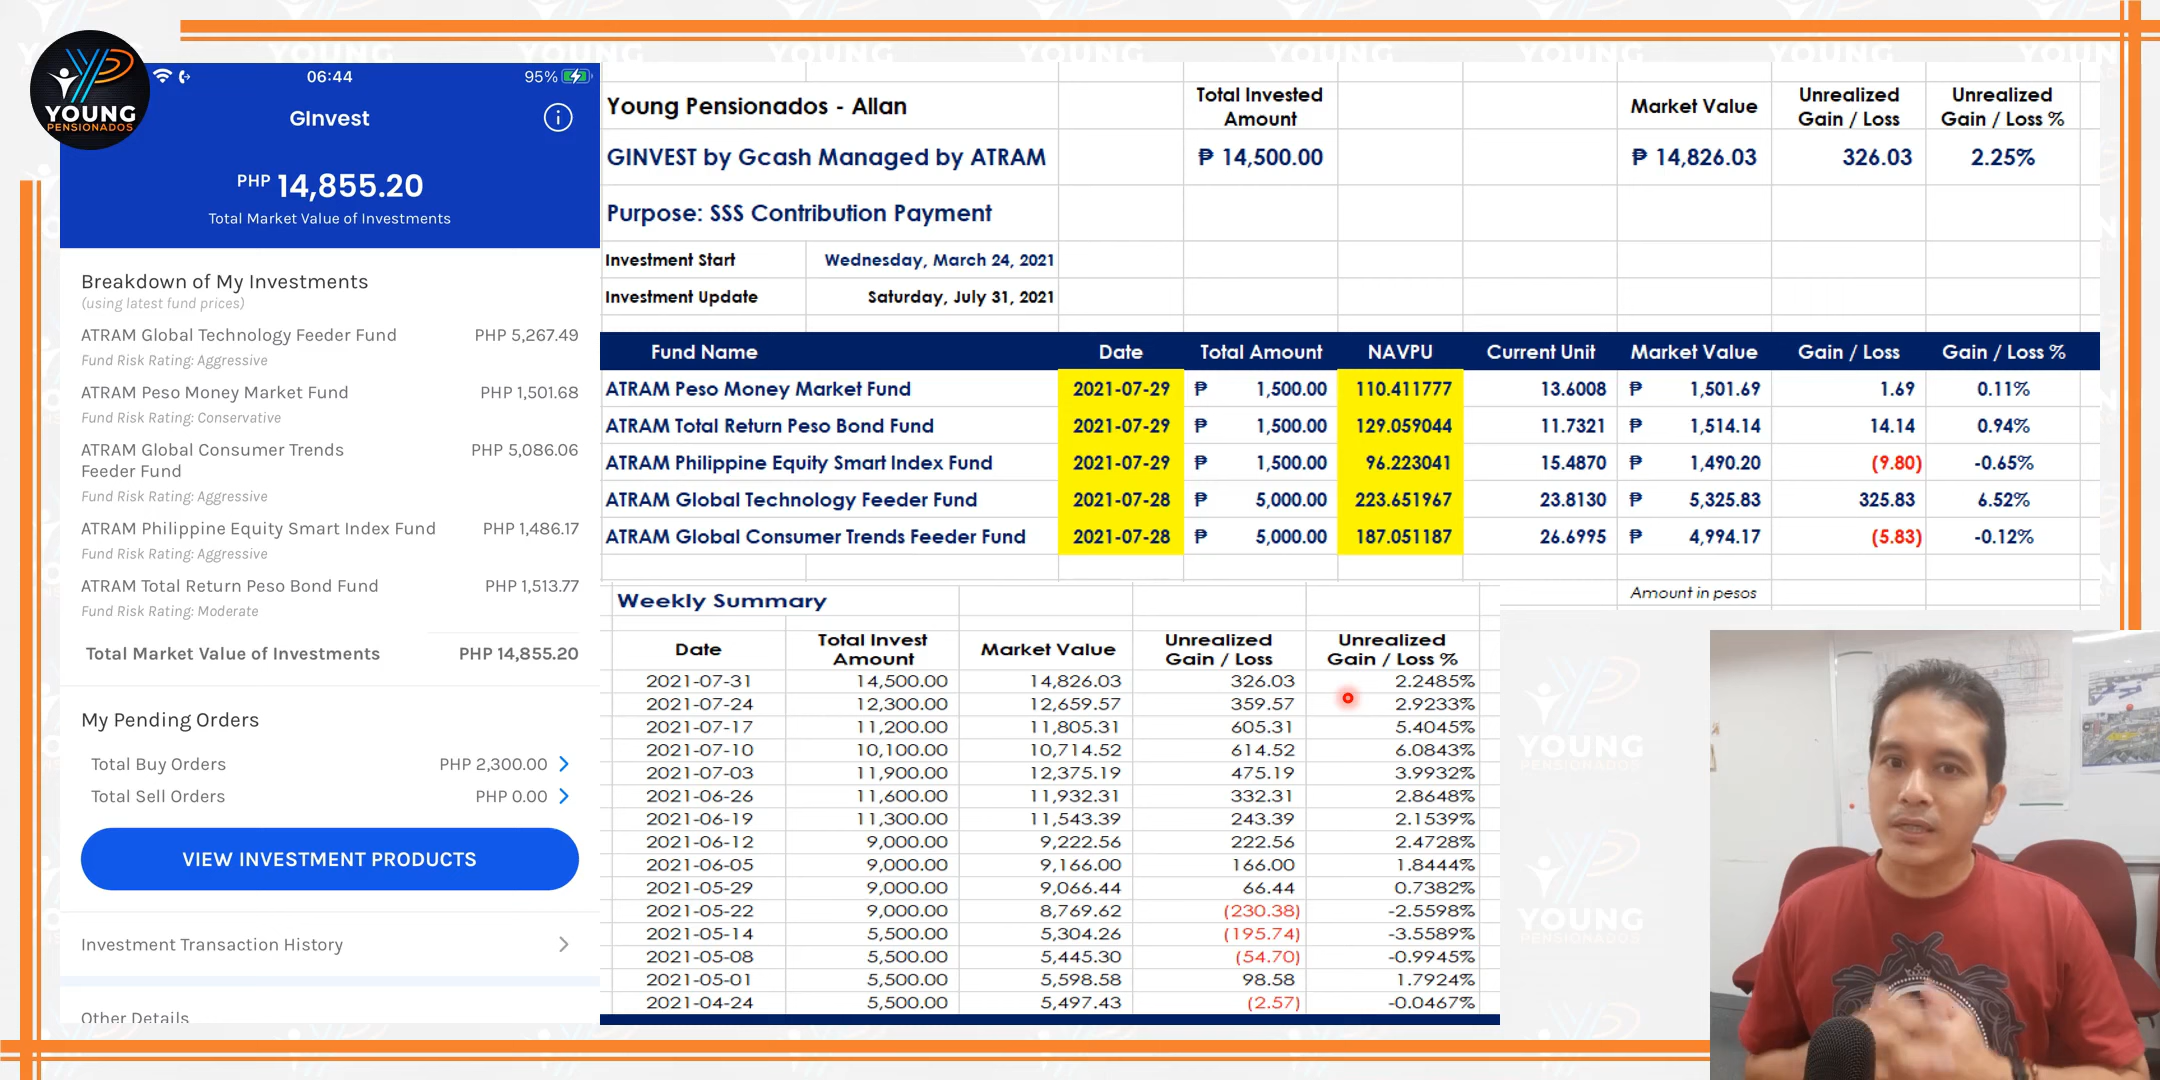 YOUNG
PENSIONADOS
06:44
95%
GInvest
PHP 14,855.20
Total Market Value of Investments
Breakdown of My Investments
(using latest fund prices)
ATRAM Global Technology Feeder Fund PHP 5,267.49
Fund Risk Rating: Aggressive
ATRAM Peso Money Market Fund PHP 1,501.68
Fund Risk Rating: Conservative
ATRAM Global Consumer Trends PHP 5,086.06
Feeder Fund
Fund Risk Rating: Aggressive
ATRAM Philippine Equity Smart Index Fund PHP 1,486.17
Fund Risk Rating: Aggressive
ATRAM Total Return Peso Bond Fund PHP 1,513.77
Fund Risk Rating: Moderate
Total Market Value of Investments PHP 14,855.20
My Pending Orders
Total Buy Orders PHP 2,300.00
Total Sell Orders PHP 0.00
VIEW INVESTMENT PRODUCTS
Investment Transaction History
Other Details
Young Pensionados - Allan Total Invested Amount Market Value Unrealized Gain / Loss Unrealized Gain / Loss %
GINVEST by Gcash Managed by ATRAM ₱ 14,500.00 ₱ 14,826.03 326.03 2.25%
Purpose: SSS Contribution Payment
Investment Start Wednesday, March 24, 2021
Investment Update Saturday, July 31, 2021
Fund Name Date Total Amount NAVPU Current Unit Market Value Gain / Loss Gain / Loss %
ATRAM Peso Money Market Fund 2021-07-29 ₱ 1,500.00 110.411777 13.6008 ₱ 1,501.69 1.69 0.11%
ATRAM Total Return Peso Bond Fund 2021-07-29 ₱ 1,500.00 129.059044 11.7321 ₱ 1,514.14 14.14 0.94%
ATRAM Philippine Equity Smart Index Fund 2021-07-29 ₱ 1,500.00 96.223041 15.4870 ₱ 1,490.20 (9.80) -0.65%
ATRAM Global Technology Feeder Fund 2021-07-28 ₱ 5,000.00 223.651967 23.8130 ₱ 5,325.83 325.83 6.52%
ATRAM Global Consumer Trends Feeder Fund 2021-07-28 ₱ 5,000.00 187.051187 26.6995 ₱ 4,994.17 (5.83) -0.12%
Amount in pesos
Weekly Summary
Date Total Invest Amount Market Value Unrealized Gain / Loss Unrealized Gain / Loss %
2021-07-31 14,500.00 14,826.03 326.03 2.2485%
2021-07-24 12,300.00 12,659.57 359.57 2.9233%
2021-07-17 11,200.00 11,805.31 605.31 5.4045%
2021-07-10 10,100.00 10,714.52 614.52 6.0843%
2021-07-03 11,900.00 12,375.19 475.19 3.9932%
2021-06-26 11,600.00 11,932.31 332.31 2.8648%
2021-06-19 11,300.00 11,543.39 243.39 2.1539%
2021-06-12 9,000.00 9,222.56 222.56 2.4728%
2021-06-05 9,000.00 9,166.00 166.00 1.8444%
2021-05-29 9,000.00 9,066.44 66.44 0.7382%
2021-05-22 9,000.00 8,769.62 (230.38) -2.5598%
2021-05-14 5,500.00 5,304.26 (195.74) -3.5589%
2021-05-08 5,500.00 5,445.30 (54.70) -0.9945%
2021-05-01 5,500.00 5,598.58 98.58 1.7924%
2021-04-24 5,500.00 5,497.43 (2.57) -0.0467%
YOUNG
PENSIONADOS
YOUNG
PENSIONADOS